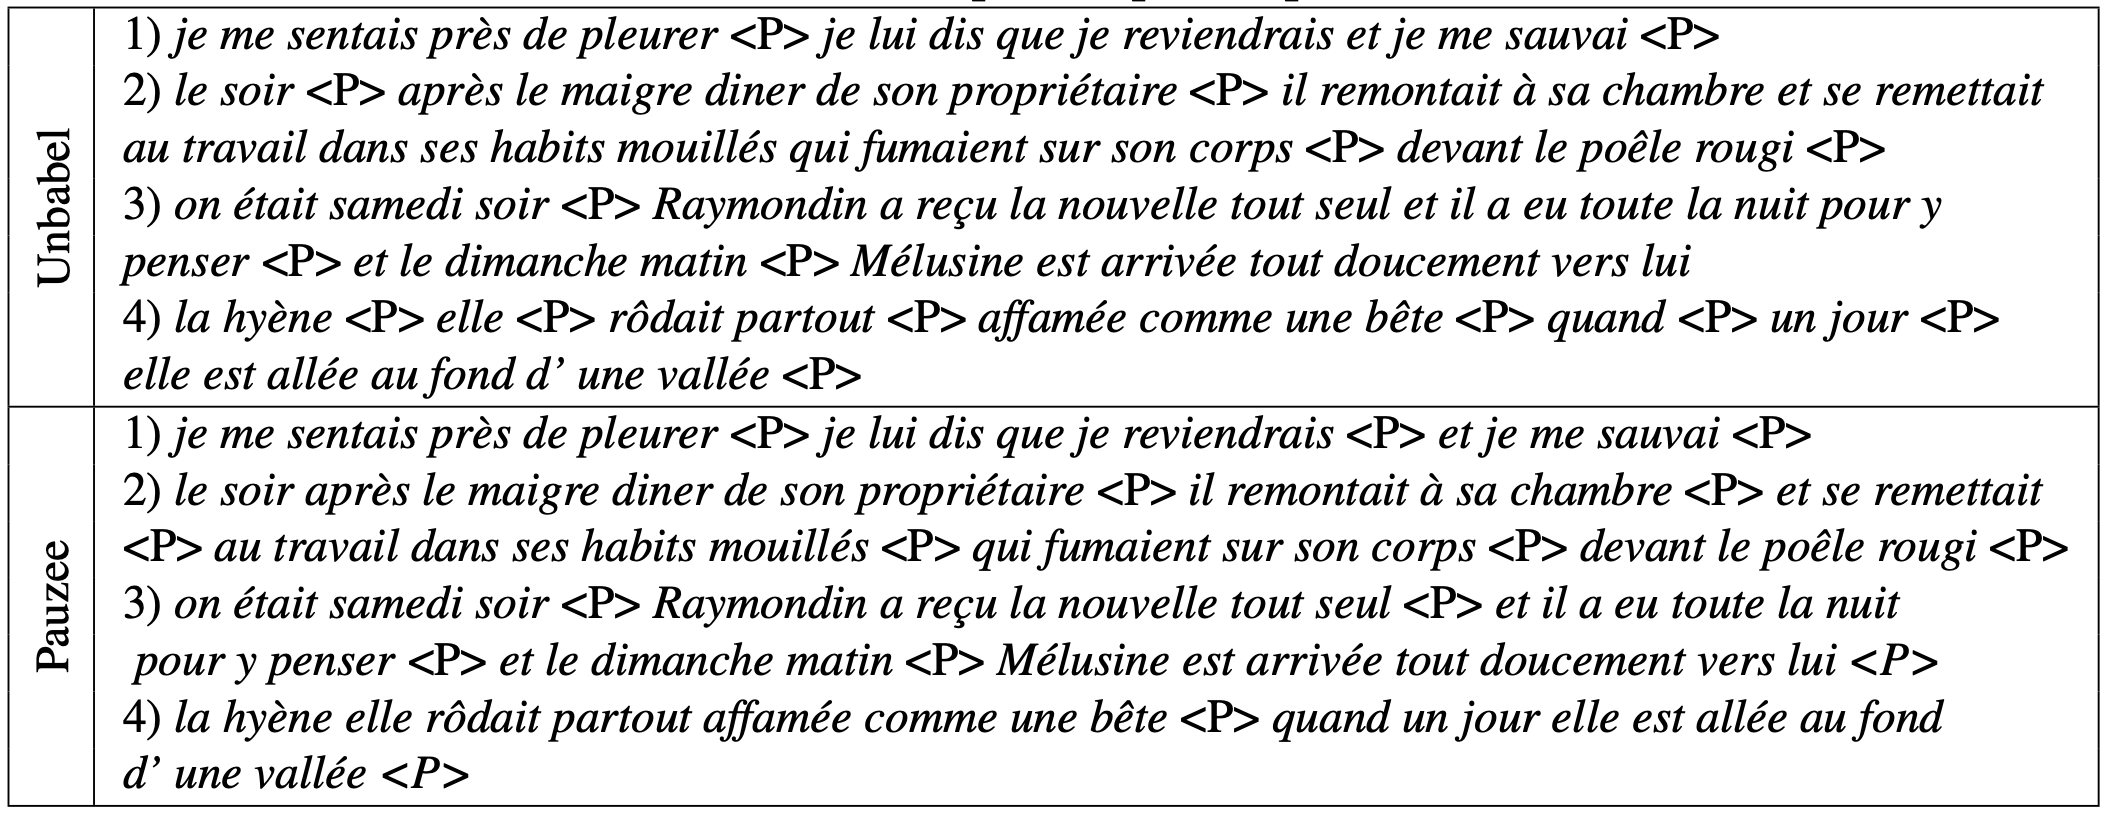 1) je me sentais près de pleurer <P> je lui dis que je reviendrais et je me sauvai <P>
2) le soir <P> après le maigre diner de son propriétaire <P> il remontait à sa chambre et se remettait
au travail dans ses habits mouillés qui fumaient sur son corps <P> devant le poêle rougi <P>
3) on était samedi soir <P> Raymondin a reçu la nouvelle tout seul et il a eu toute la nuit pour y
penser <P> et le dimanche matin <P> Mélusine est arrivée tout doucement vers lui
4) la hyène <P> elle <P> rôdait partout <P> affamée comme une bête <P> quand <P> un jour <P>
elle est allée au fond d’ une vallée <P>
Unbabel
1) je me sentais près de pleurer <P> je lui dis que je reviendrais <P> et je me sauvai <P>
2) le soir après le maigre diner de son propriétaire <P> il remontait à sa chambre <P> et se remettait
<P> au travail dans ses habits mouillés <P> qui fumaient sur son corps <P> devant le poêle rougi <P>
3) on était samedi soir <P> Raymondin a reçu la nouvelle tout seul <P> et il a eu toute la nuit
pour y penser <P> et le dimanche matin <P> Mélusine est arrivée tout doucement vers lui <P>
4) la hyène elle rôdait partout affamée comme une bête <P> quand un jour elle est allée au fond
d’ une vallée <P>
Pauzee